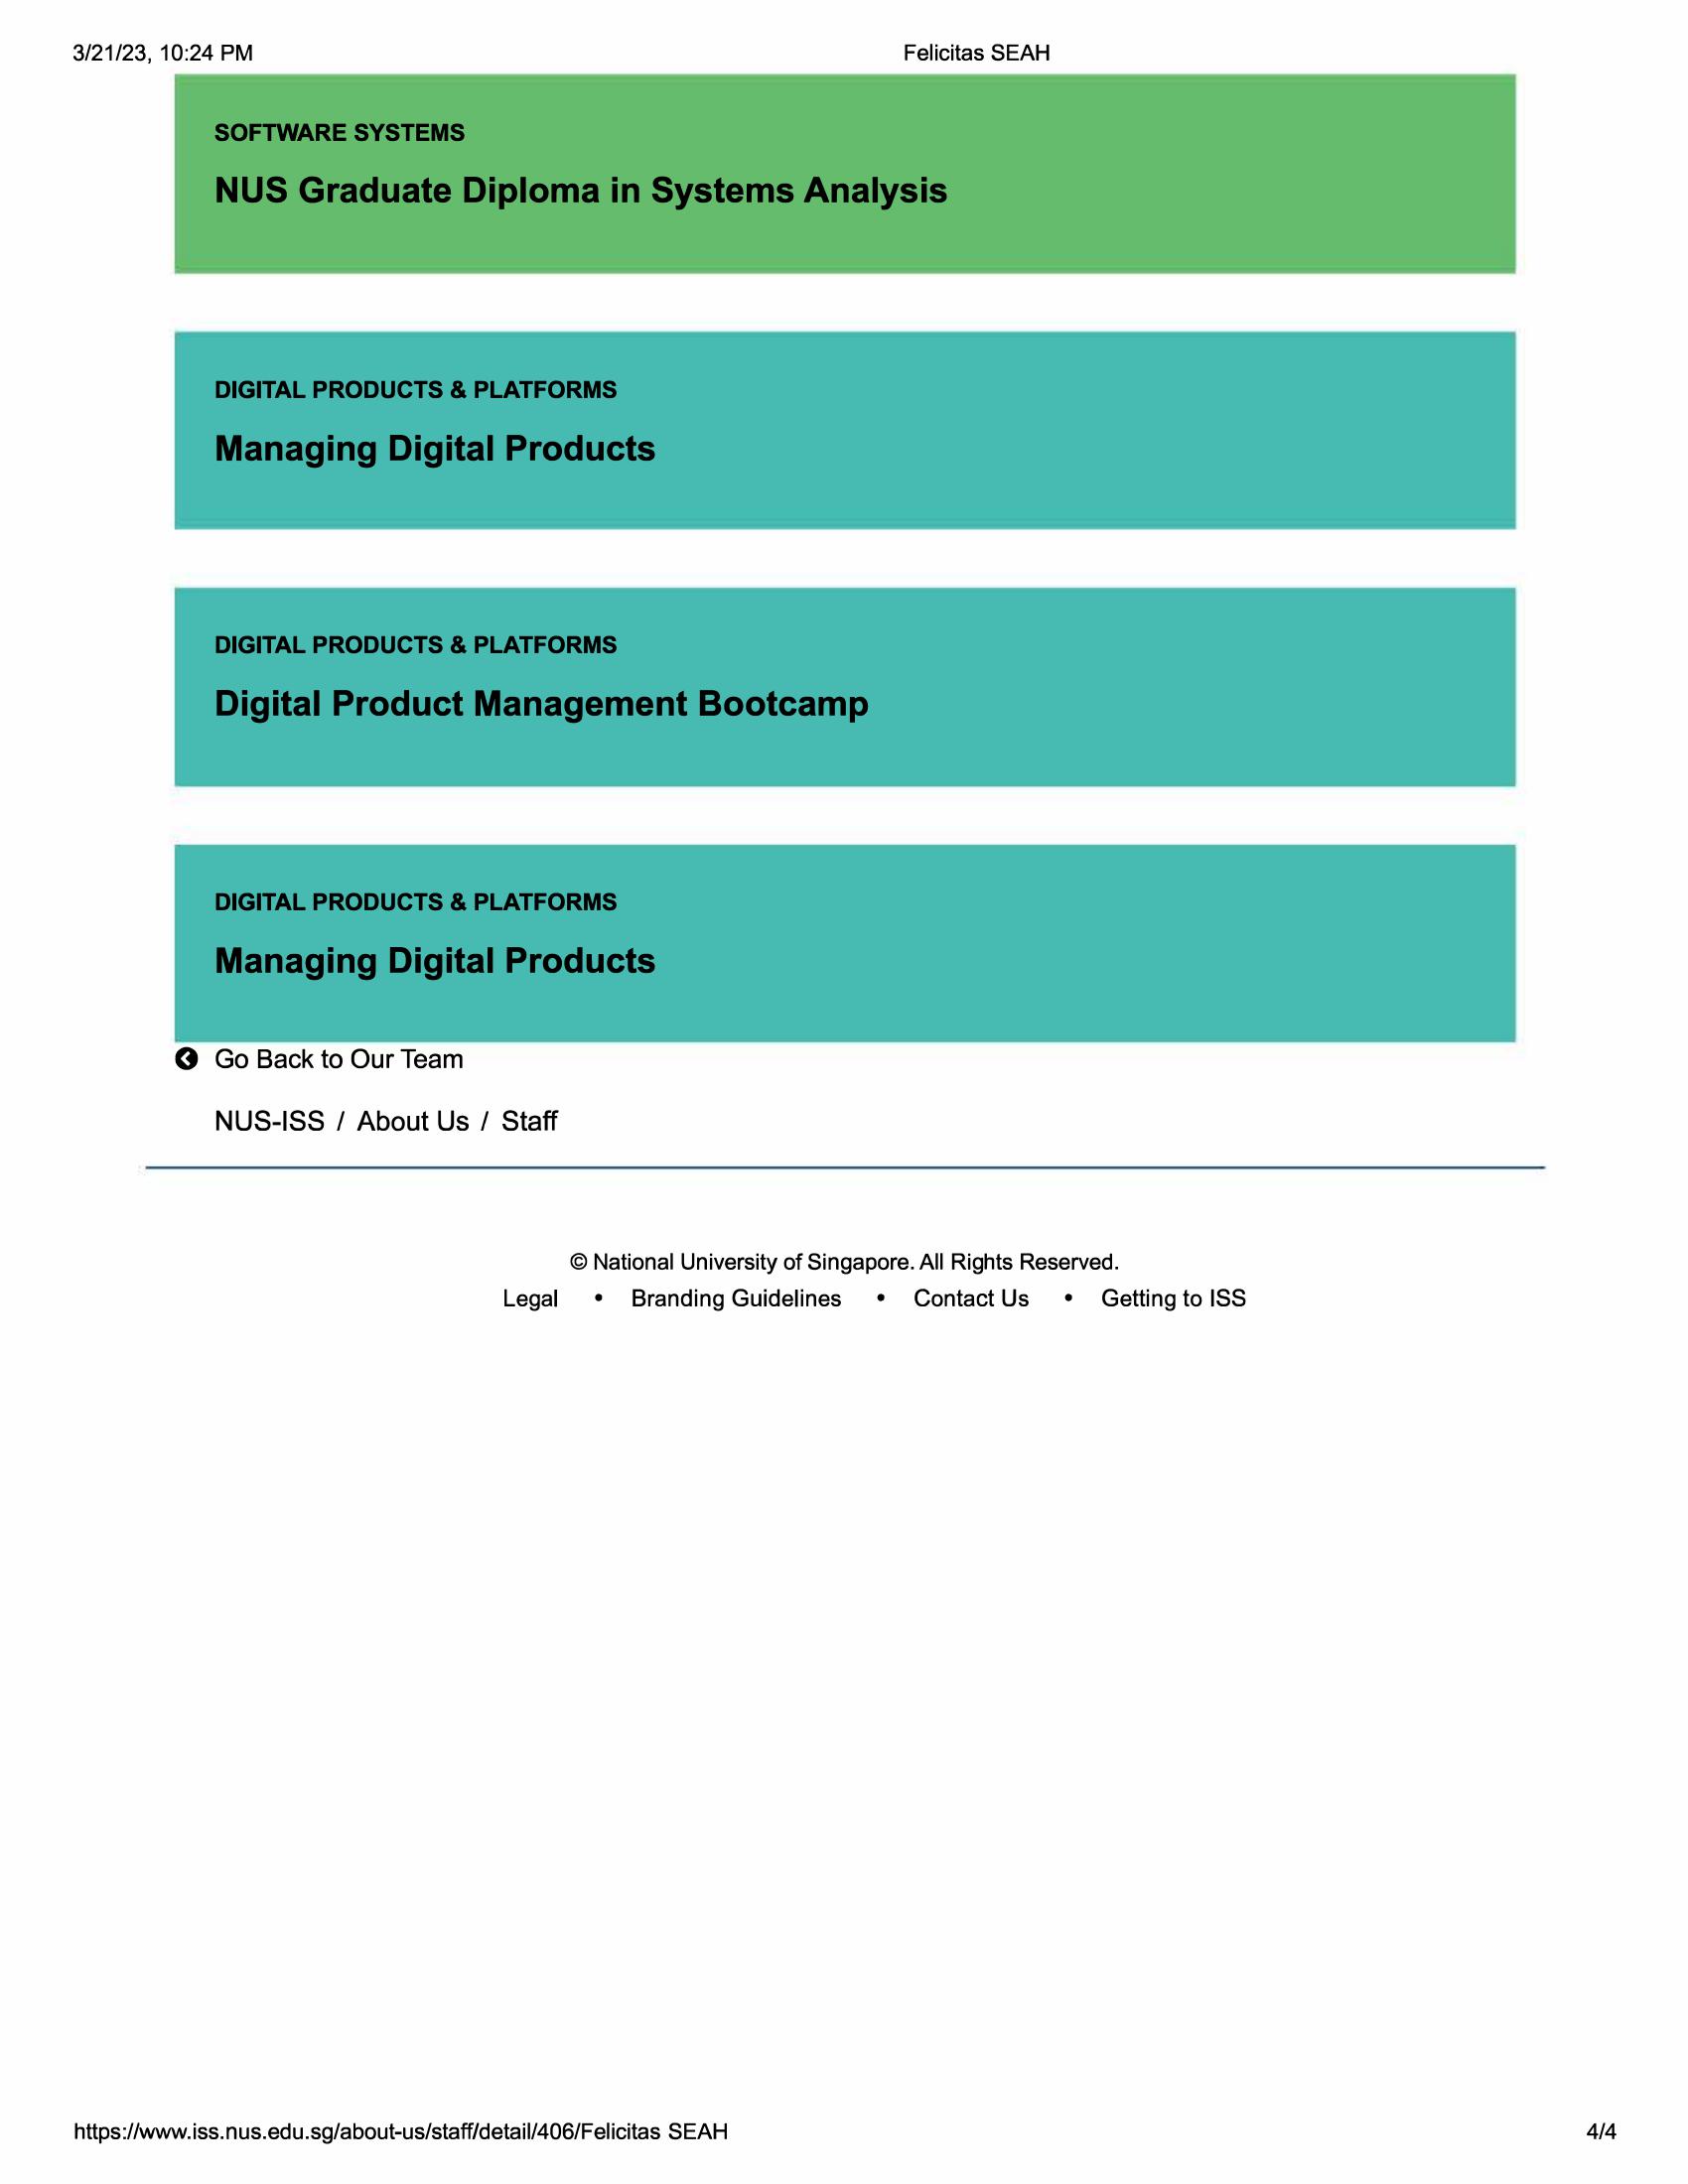 3/21/23, 10:24 PM Felicitas SEAH
SOFTWARE SYSTEMS
NUS Graduate Diploma in Systems Analysis
DIGITAL PRODUCTS & PLATFORMS
Managing Digital Products
DIGITAL PRODUCTS & PLATFORMS
Digital Product Management Bootcamp
DIGITAL PRODUCTS & PLATFORMS
Managing Digital Products
Go Back to Our Team
NUS-ISS / About Us / Staff
© National University of Singapore. All Rights Reserved.
Legal • Branding Guidelines • Contact Us • Getting to ISS
https://www.iss.nus.edu.sg/about-us/staff/detail/406/Felicitas SEAH 4/4